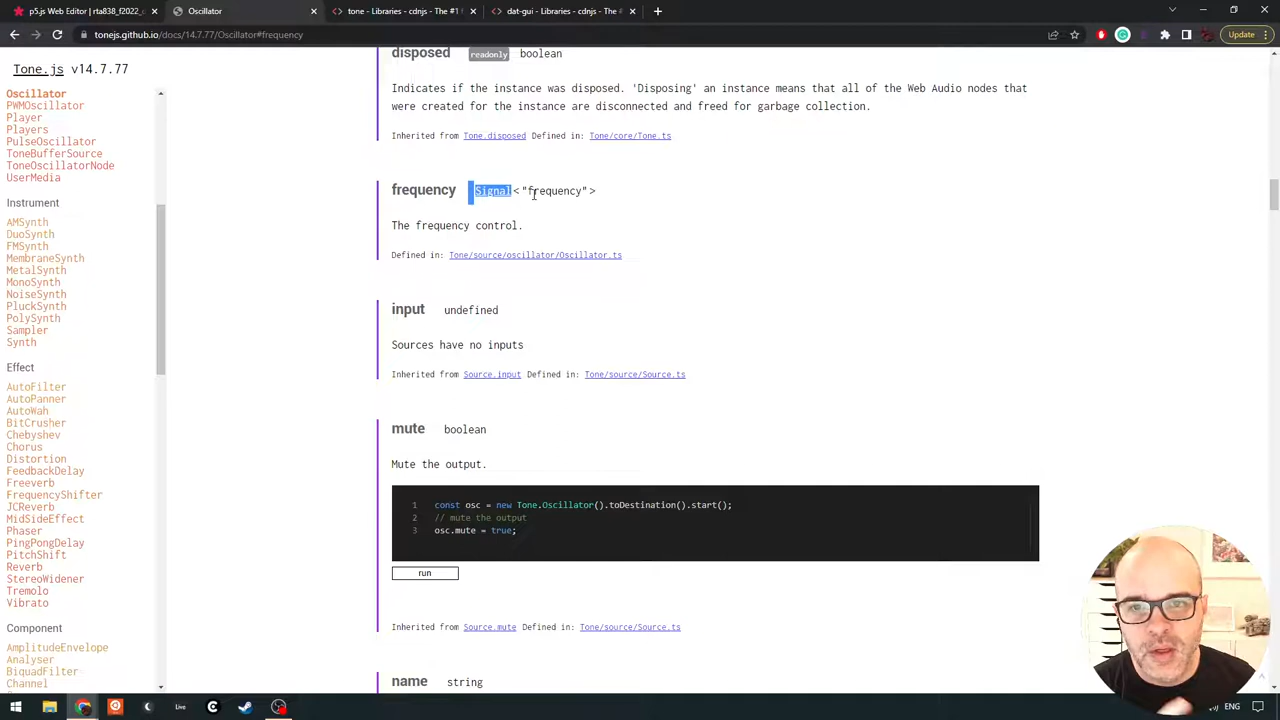 p5.js Web Editor | rta838_f2022_
Oscillator
tone - Libraries - cdnjs - The #1
dat-gui - Libraries - cdnjs - The #
tonejs.github.io/docs/14.7.77/Oscillator#frequency
Update
Tone.js v14.7.77
Oscillator
PWMOscillator
Player
Players
PulseOscillator
ToneBufferSource
ToneOscillatorNode
UserMedia
Instrument
AMSynth
DuoSynth
FMSynth
MembraneSynth
MetalSynth
MonoSynth
NoiseSynth
PluckSynth
PolySynth
Sampler
Synth
Effect
AutoFilter
AutoPanner
AutoWah
BitCrusher
Chebyshev
Chorus
Distortion
FeedbackDelay
Freeverb
FrequencyShifter
JCReverb
MidSideEffect
Phaser
PingPongDelay
PitchShift
Reverb
StereoWidener
Tremolo
Vibrato
Component
AmplitudeEnvelope
Analyser
BiquadFilter
Channel
disposed readonly boolean
Indicates if the instance was disposed. 'Disposing' an instance means that all of the Web Audio nodes that
were created for the instance are disconnected and freed for garbage collection.
Inherited from Tone.disposed Defined in: Tone/core/Tone.ts
frequency Signal<"frequency">
The frequency control.
Defined in: Tone/source/oscillator/Oscillator.ts
input undefined
Sources have no inputs
Inherited from Source.input Defined in: Tone/source/Source.ts
mute boolean
Mute the output.
1 const osc = new Tone.Oscillator().toDestination().start();
2 // mute the output
3 osc.mute = true;
run
Inherited from Source.mute Defined in: Tone/source/Source.ts
name string
Live
ENG